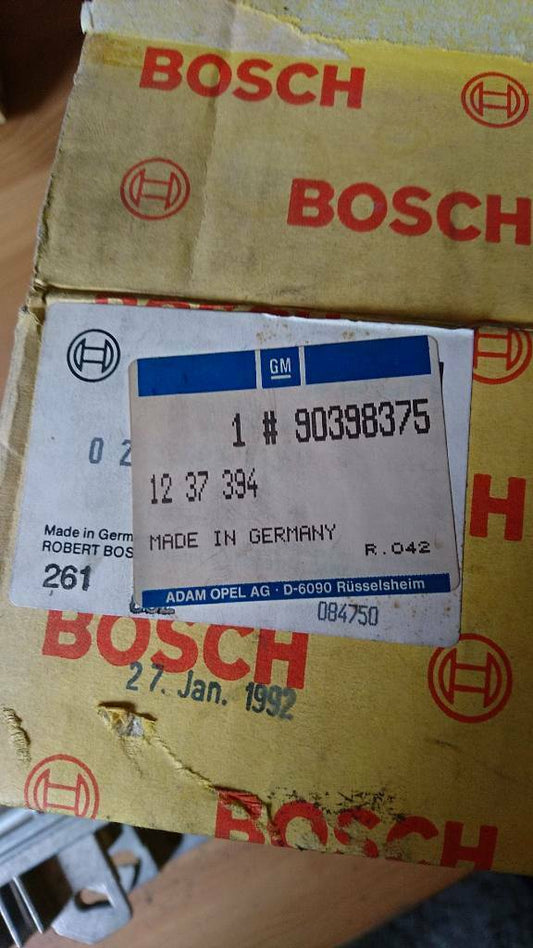 BOSCH
BOSCH
GM
1 # 90398375
0 2
12 37 394
Made in Germ
MADE IN GERMANY
ROBERT BOS
R.042
261
ADAM OPEL AG · D-6090 Rüsselsheim
084750
BOSCH
H
27. Jan. 1992
BOSCH